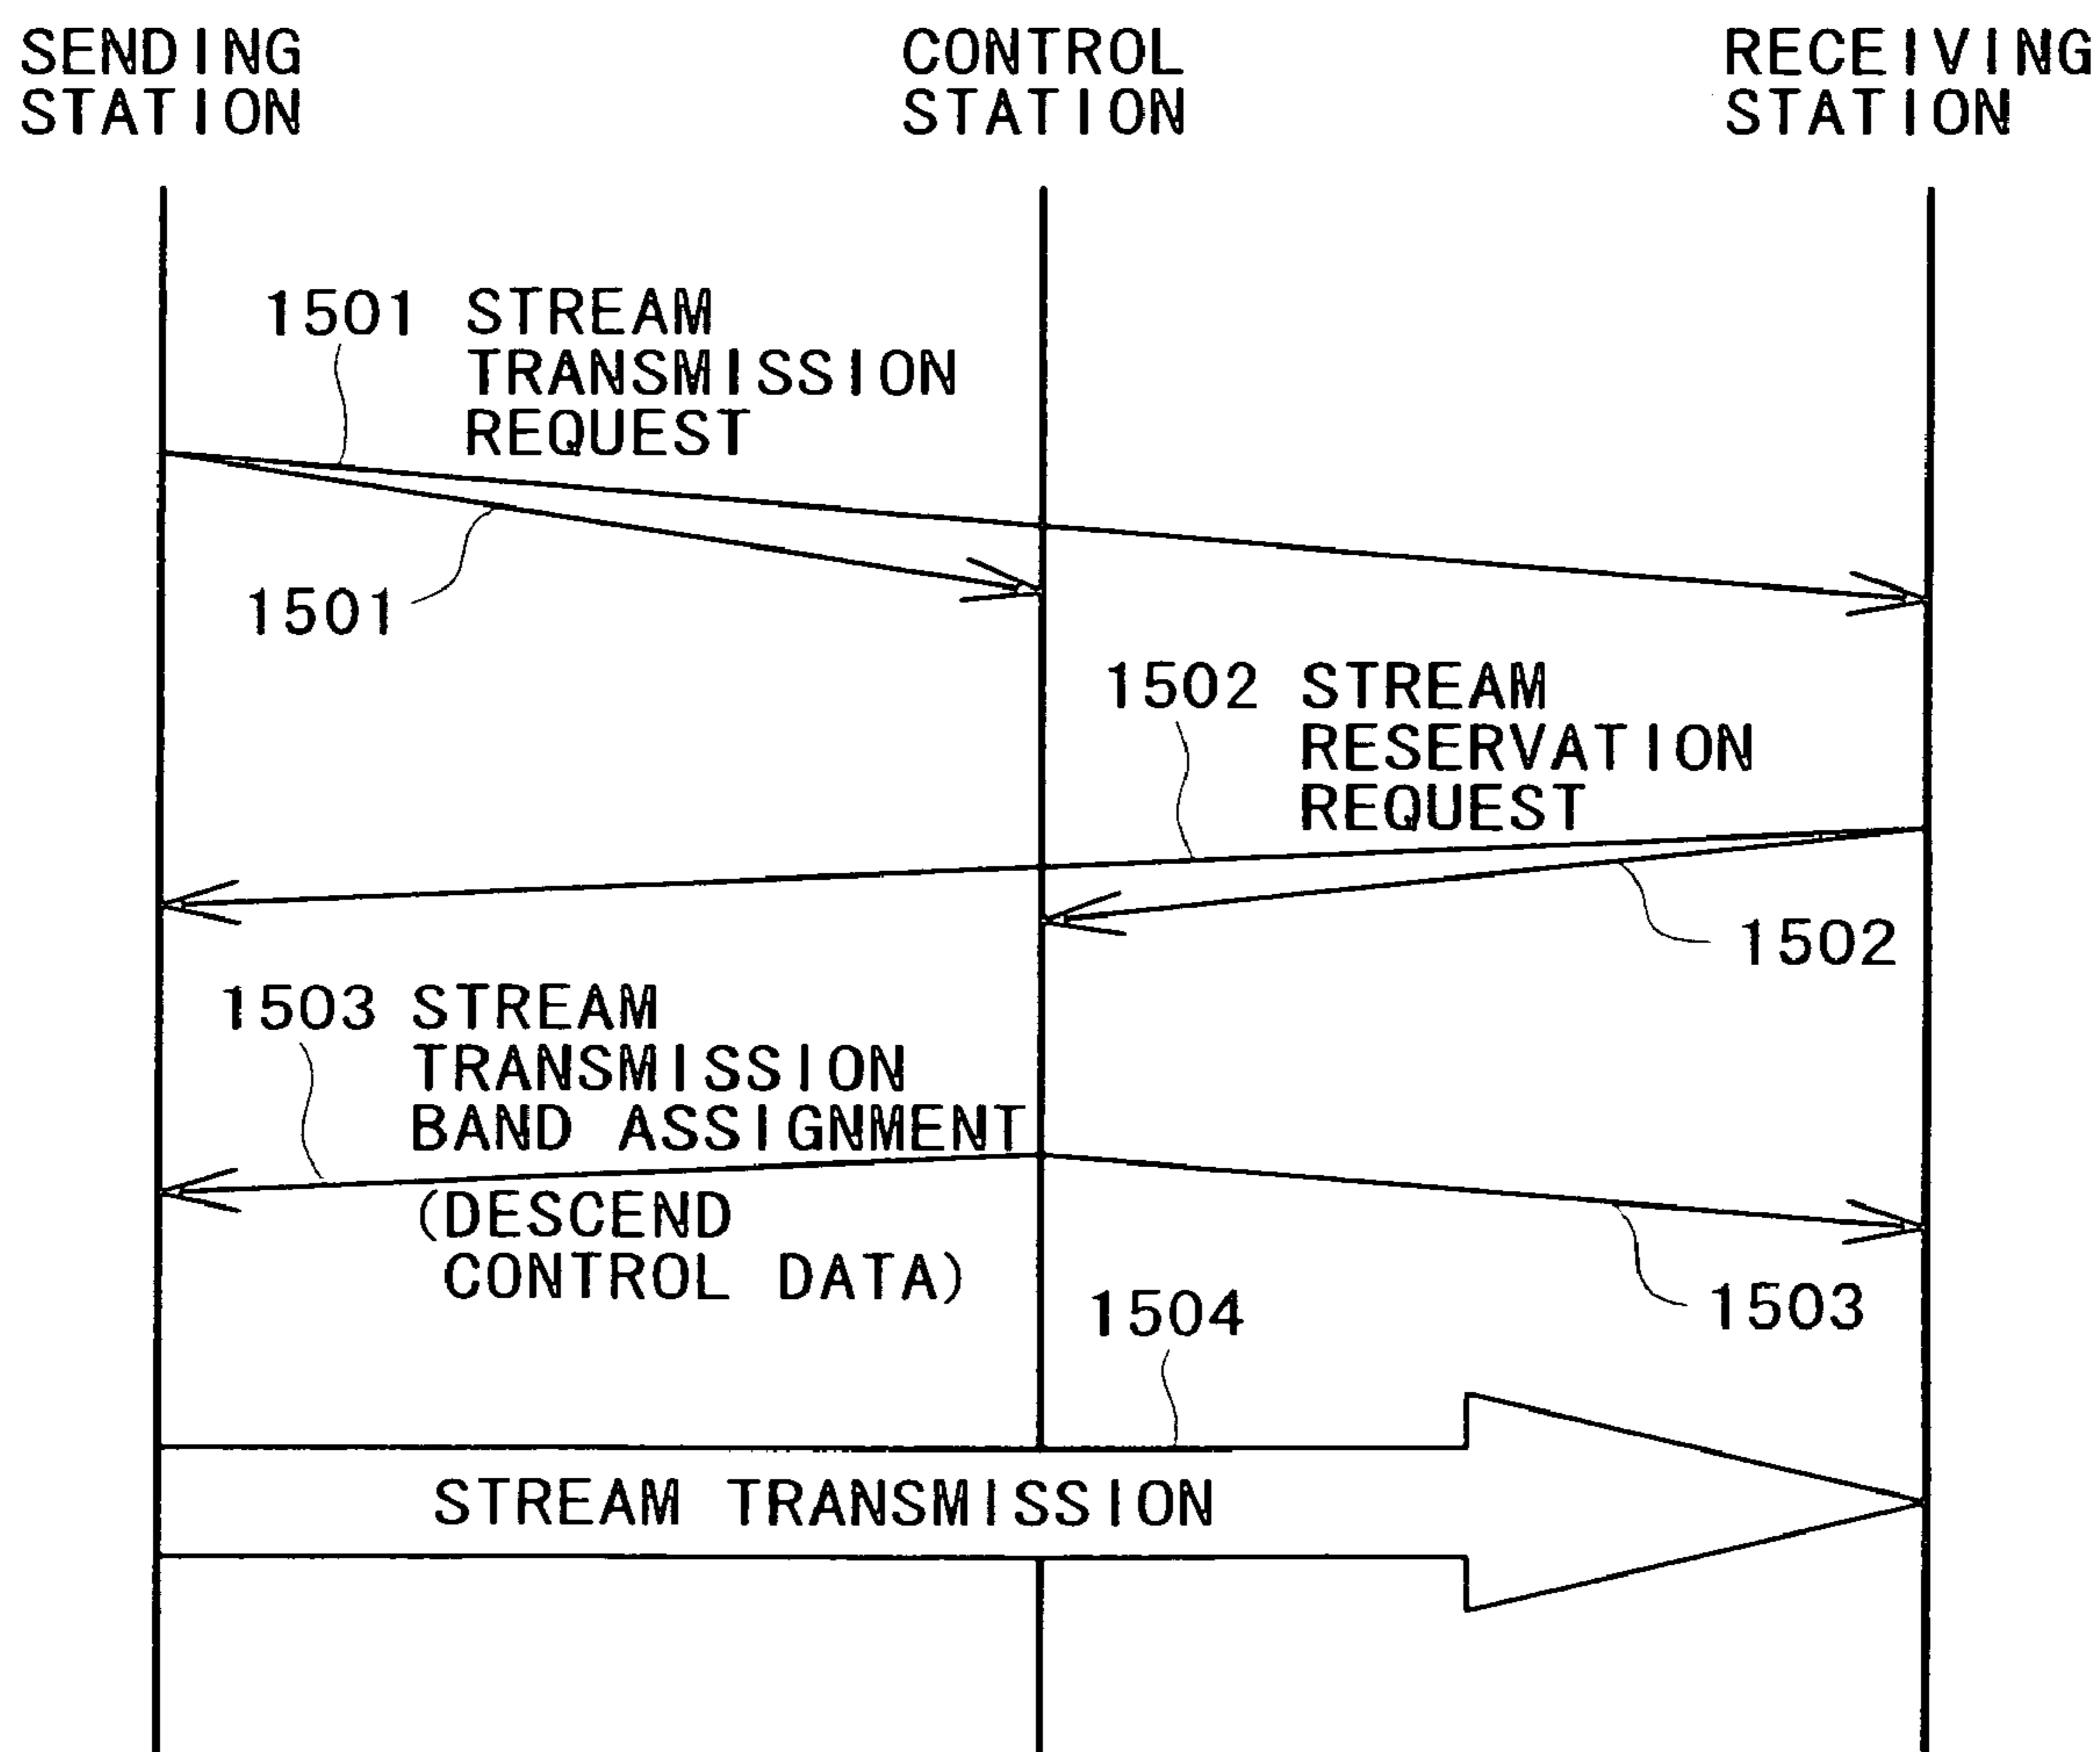 SENDING
STATION
CONTROL
STATION
RECEIVING
STATION
1501 STREAM
TRANSMISSION
REQUEST
1501
1502 STREAM
RESERVATION
REQUEST
1502
1503 STREAM
TRANSMISSION
BAND ASSIGNMENT
(DESCEND
CONTROL DATA)
1503
1504
STREAM TRANSMISSION